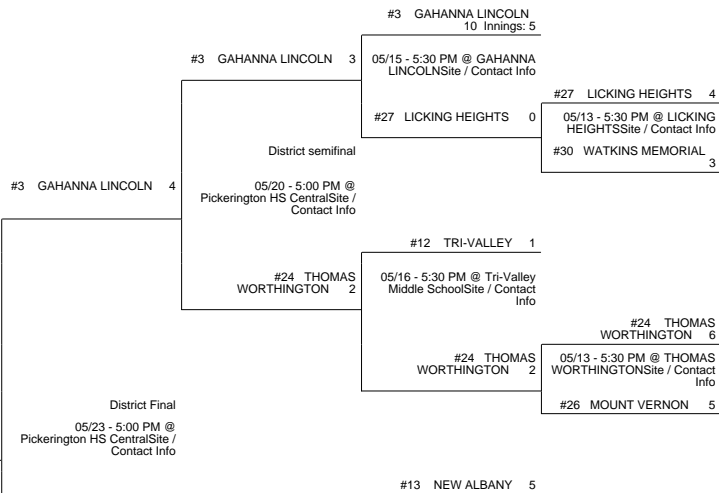 #3 GAHANNA LINCOLN
10 Innings: 5
#3 GAHANNA LINCOLN 3
05/15 - 5:30 PM @ GAHANNA
LINCOLNSite / Contact Info
#27 LICKING HEIGHTS 4
#27 LICKING HEIGHTS 0
05/13 - 5:30 PM @ LICKING
HEIGHTSSite / Contact Info
District semifinal
#30 WATKINS MEMORIAL
3
#3 GAHANNA LINCOLN 4
05/20 - 5:00 PM @
Pickerington HS CentralSite /
Contact Info
#12 TRI-VALLEY 1
#24 THOMAS
WORTHINGTON 2
05/16 - 5:30 PM @ Tri-Valley
Middle SchoolSite / Contact
Info
#24 THOMAS
WORTHINGTON 6
#24 THOMAS
WORTHINGTON 2
05/13 - 5:30 PM @ THOMAS
WORTHINGTONSite / Contact
Info
District Final
#26 MOUNT VERNON 5
05/23 - 5:00 PM @
Pickerington HS CentralSite /
Contact Info
#13 NEW ALBANY 5